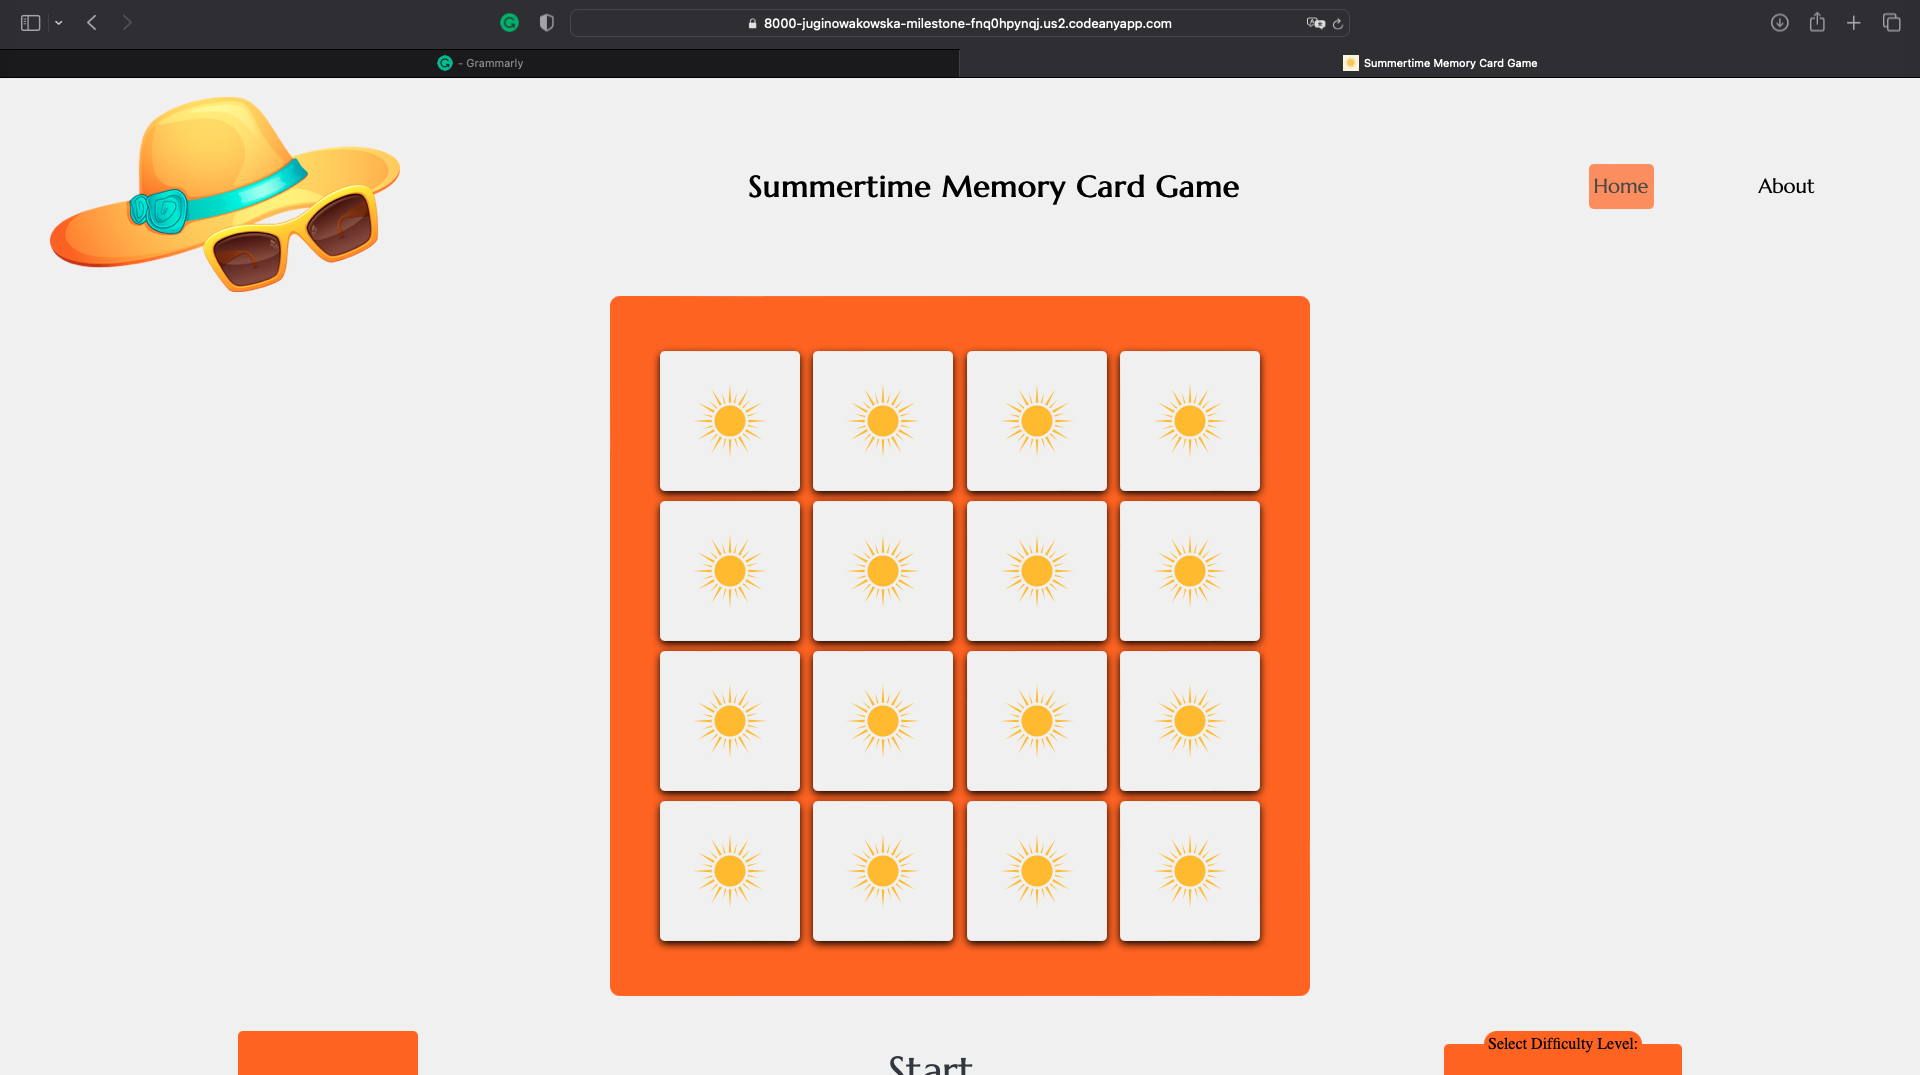 8000-juginowakowska-milestone-fnq0hpynqj.us2.codeanyapp.com
- Grammarly
Summertime Memory Card Game
Summertime Memory Card Game
Home
About
Start
Select Difficulty Level: